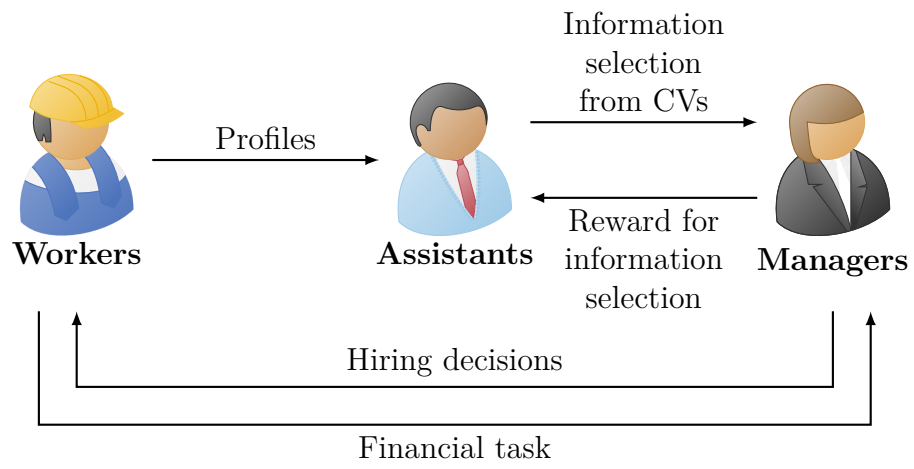 Information
selection
from CVs
Profiles
Workers
Assistants
Managers
Reward for
information
selection
Hiring decisions
Financial task